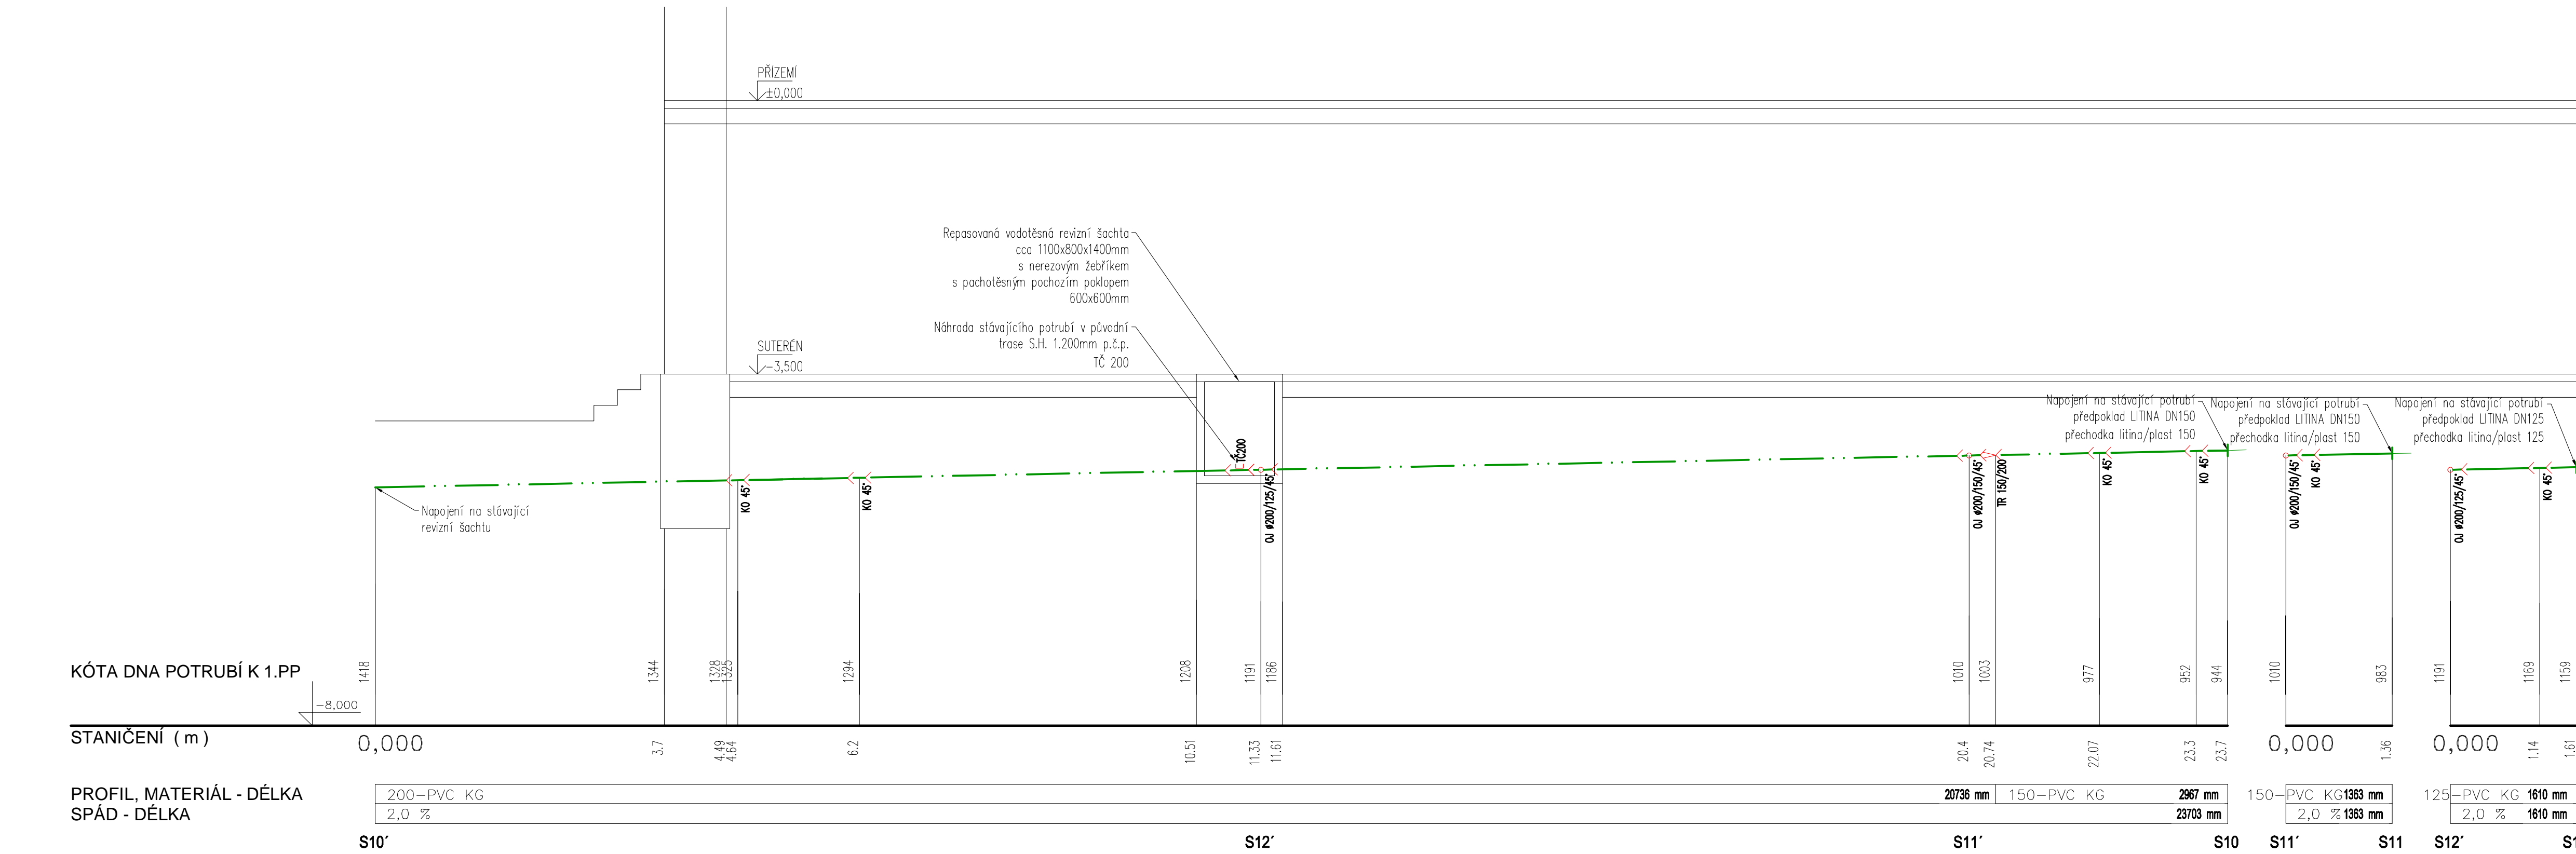 PŘÍZEMÍ
±0,000
Repasovaná vodotěsná revizní šachta
cca 1100x800x1400mm
s nerezovým žebříkem
s pachotěsným pochozím poklopem
600x600mm
Náhrada stávajícího potrubí v původní
trase S.H. 1.200mm p.č.p.
TČ 200
SUTERÉN
-3,500
Napojení na stávající potrubí
předpoklad LITINA DN150
přechodka litina/plast 150
Napojení na stávající potrubí
předpoklad LITINA DN150
přechodka litina/plast 150
Napojení na stávající potrubí
předpoklad LITINA DN125
přechodka litina/plast 125
Napojení na stávající
revizní šachtu
KO 45°
KO 45°
TČ200
OJ ø200/125/45°
OJ ø200/150/45°
TR 150/200
KO 45°
KO 45°
OJ ø200/150/45°
KO 45°
OJ ø200/125/45°
KO 45°
KÓTA DNA POTRUBÍ K 1.PP
1418
1344
1328
1325
1294
1208
1191
1186
1010
1003
977
952
944
1010
983
1191
1169
1159
-8,000
STANIČENÍ ( m )
0,000
3.7
4.49
4.64
6.2
10.51
11.33
11.61
20.4
20.74
22.07
23.3
23.7
0,000
1.36
0,000
1.14
1.61
PROFIL, MATERIÁL - DÉLKA
200-PVC KG
20736 mm
150-PVC KG
2967 mm
150-PVC KG
1363 mm
125-PVC KG
1610 mm
SPÁD - DÉLKA
2,0 %
23703 mm
2,0 %
1363 mm
2,0 %
1610 mm
S10´
S12´
S11´
S10
S11´
S11
S12´